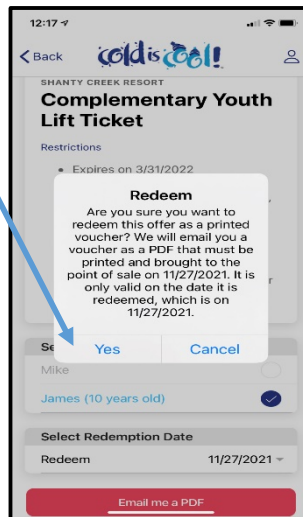 12:17
Back
cold is cool!
SHANTY CREEK RESORT
Complementary Youth
Lift Ticket
Restrictions
• Expires on 3/31/2022
Redeem
Are you sure you want to
redeem this offer as a printed
voucher? We will email you a
voucher as a PDF that must be
printed and brought to the
point of sale on 11/27/2021. It is
only valid on the date it is
redeemed, which is on
11/27/2021.
Yes Cancel
Mike
James (10 years old)
Select Redemption Date
Redeem 11/27/2021
Email me a PDF